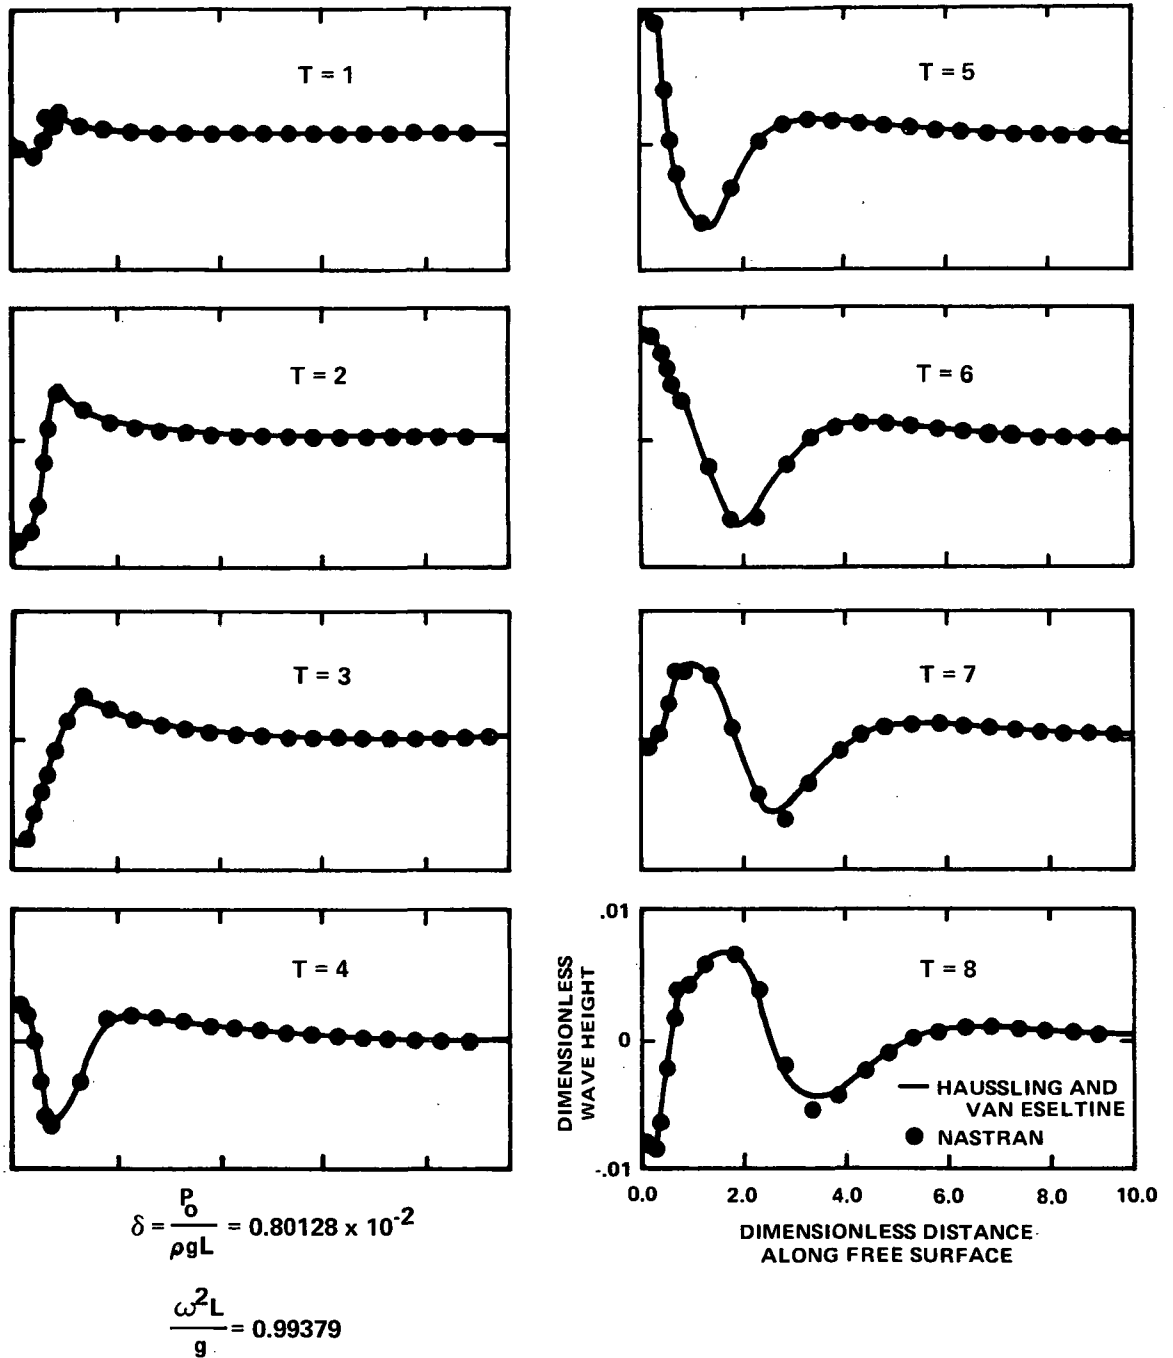 T = 1
T = 2
T = 3
T = 4
T = 5
T = 6
T = 7
T = 8
DIMENSIONLESS
WAVE HEIGHT
.01
0
-.01
HAUSSLING AND
VAN ESELTINE
NASTRAN
0.0 2.0 4.0 6.0 8.0 10.0
DIMENSIONLESS DISTANCE
ALONG FREE SURFACE
δ = P₀/ρgL = 0.80128 x 10⁻²
ω²L/g = 0.99379